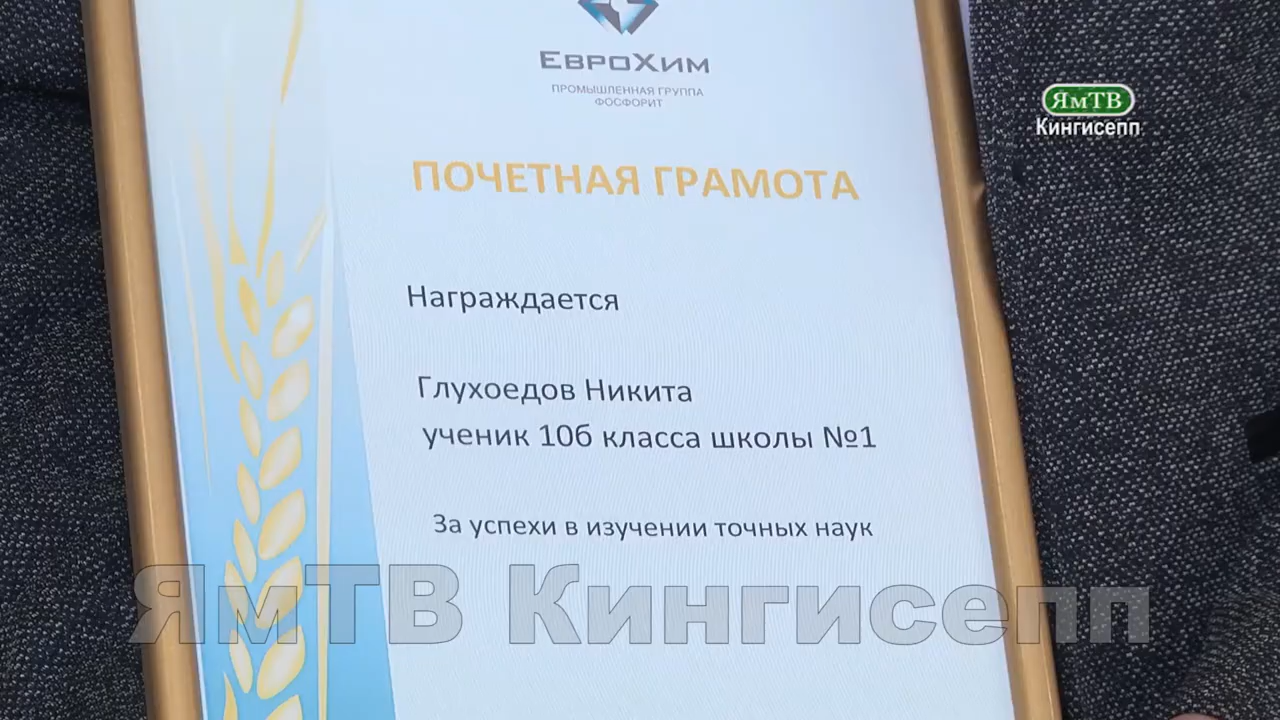 ЕвроХим
ПРОМЫШЛЕННАЯ ГРУППА
ФОСФОРИТ
ЯмТВ
Кингисепп
ПОЧЕТНАЯ ГРАМОТА
Награждается
Глухоедов Никита
ученик 10б класса школы №1
За успехи в изучении точных наук
ЯмТВ Кингисепп